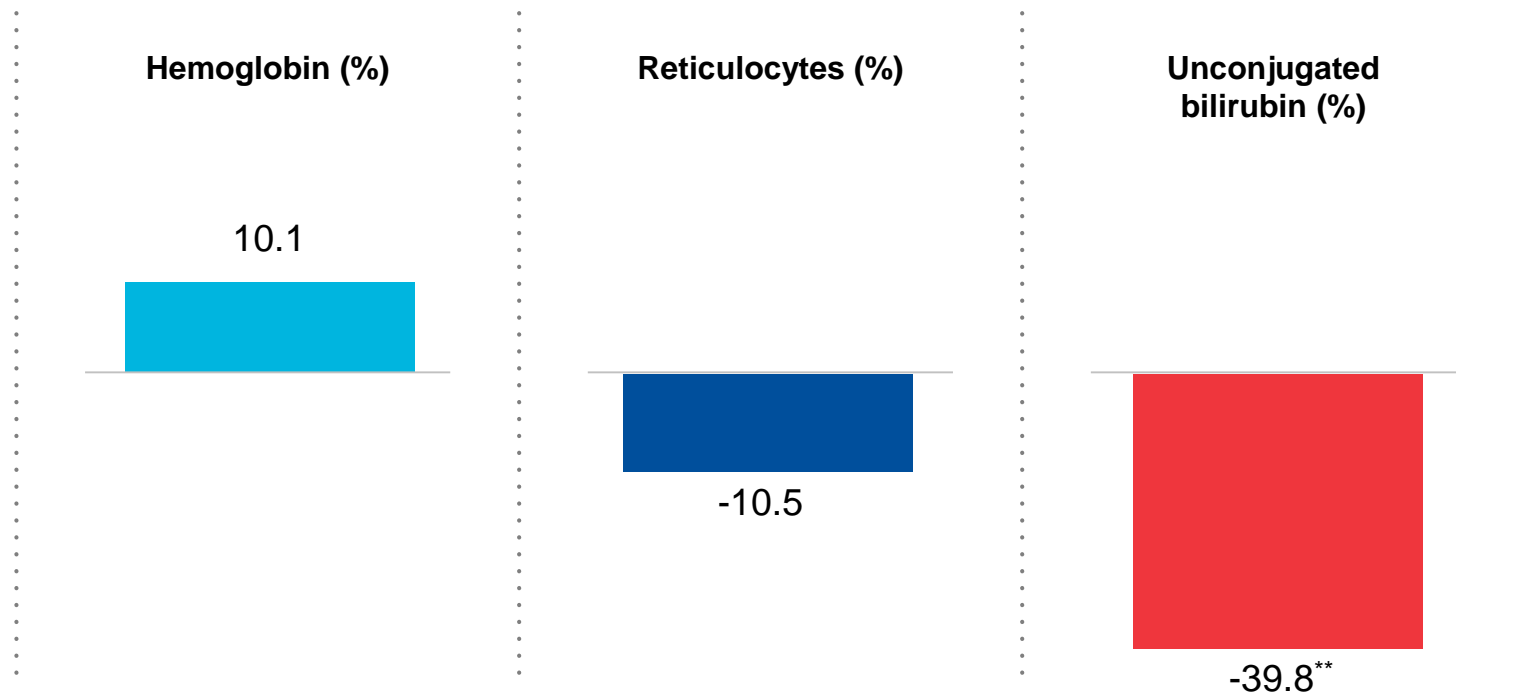 Hemoglobin (%)
10.1
Reticulocytes (%)
-10.5
Unconjugated
bilirubin (%)
-39.8**